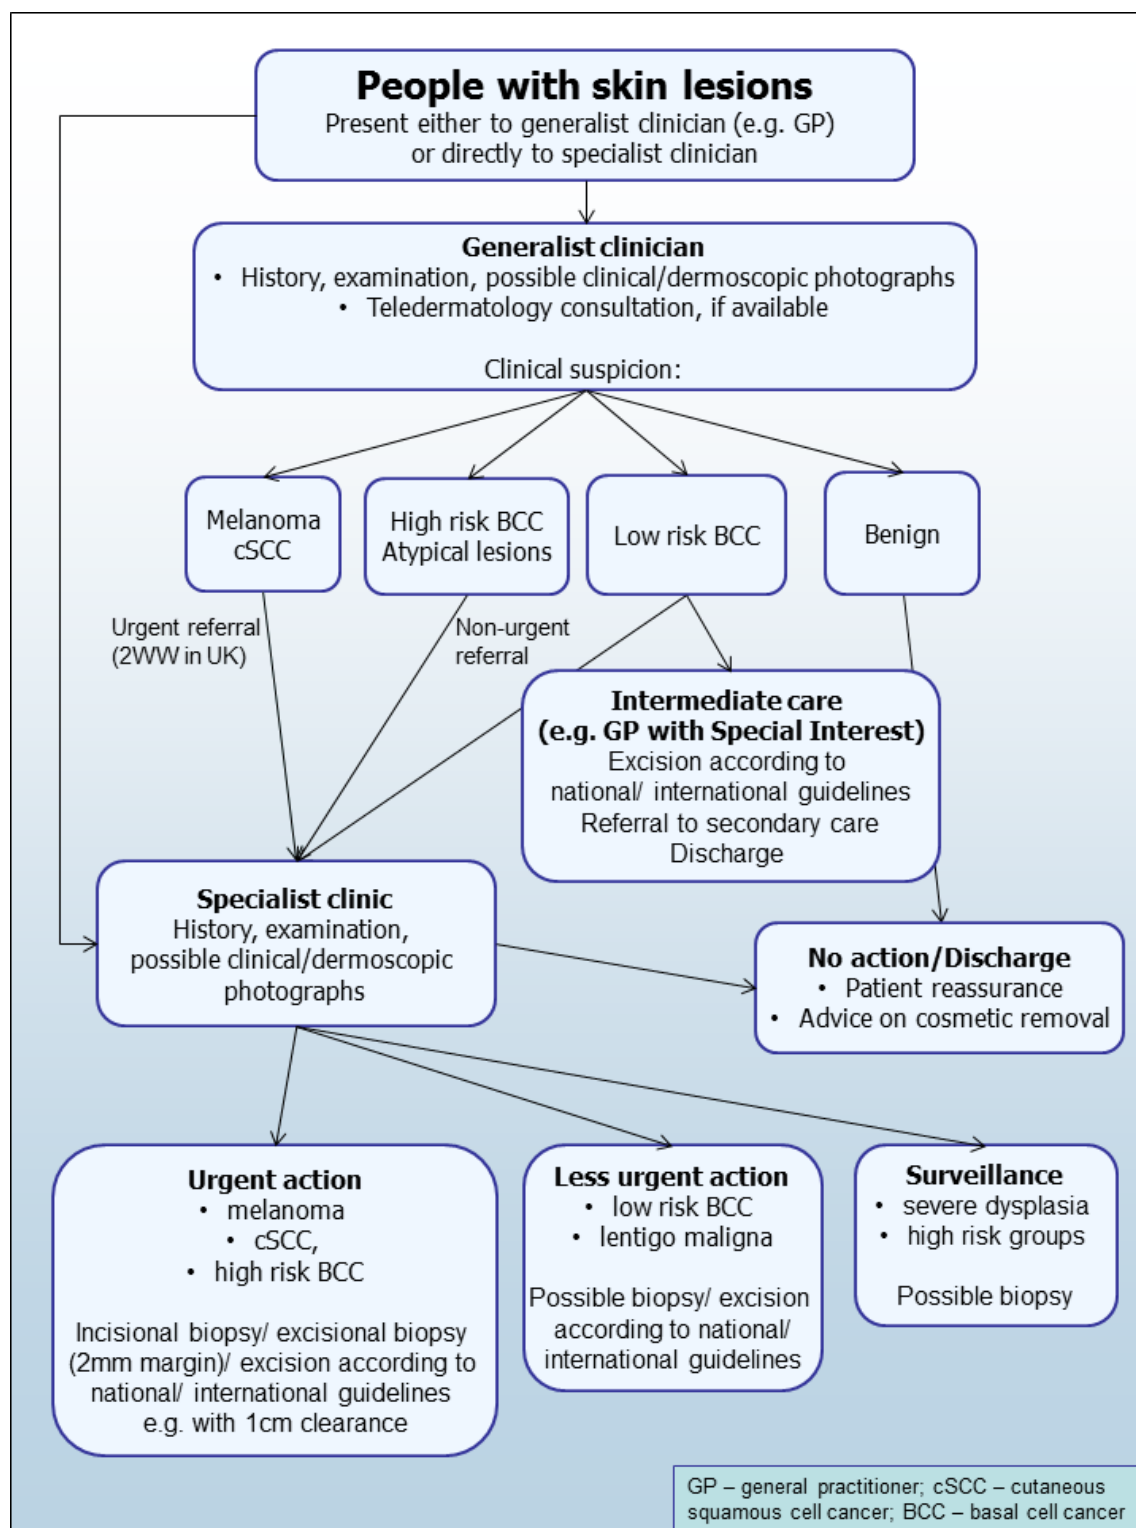 People with skin lesions
Present either to generalist clinician (e.g. GP)
or directly to specialist clinician
Generalist clinician
• History, examination, possible clinical/dermoscopic photographs
• Teledermatology consultation, if available
Clinical suspicion:
Melanoma
cSCC
High risk BCC
Atypical lesions
Low risk BCC
Benign
Urgent referral
(2WW in UK)
Non-urgent
referral
Intermediate care
(e.g. GP with Special Interest)
Excision according to
national/ international guidelines
Referral to secondary care
Discharge
Specialist clinic
History, examination,
possible clinical/dermoscopic
photographs
No action/Discharge
• Patient reassurance
• Advice on cosmetic removal
Urgent action
• melanoma
• cSCC,
• high risk BCC
Incisional biopsy/ excisional biopsy
(2mm margin)/ excision according to
national/ international guidelines
e.g. with 1cm clearance
Less urgent action
• low risk BCC
• lentigo maligna
Possible biopsy/ excision
according to national/
international guidelines
Surveillance
• severe dysplasia
• high risk groups
Possible biopsy
GP – general practitioner; cSCC – cutaneous
squamous cell cancer; BCC – basal cell cancer